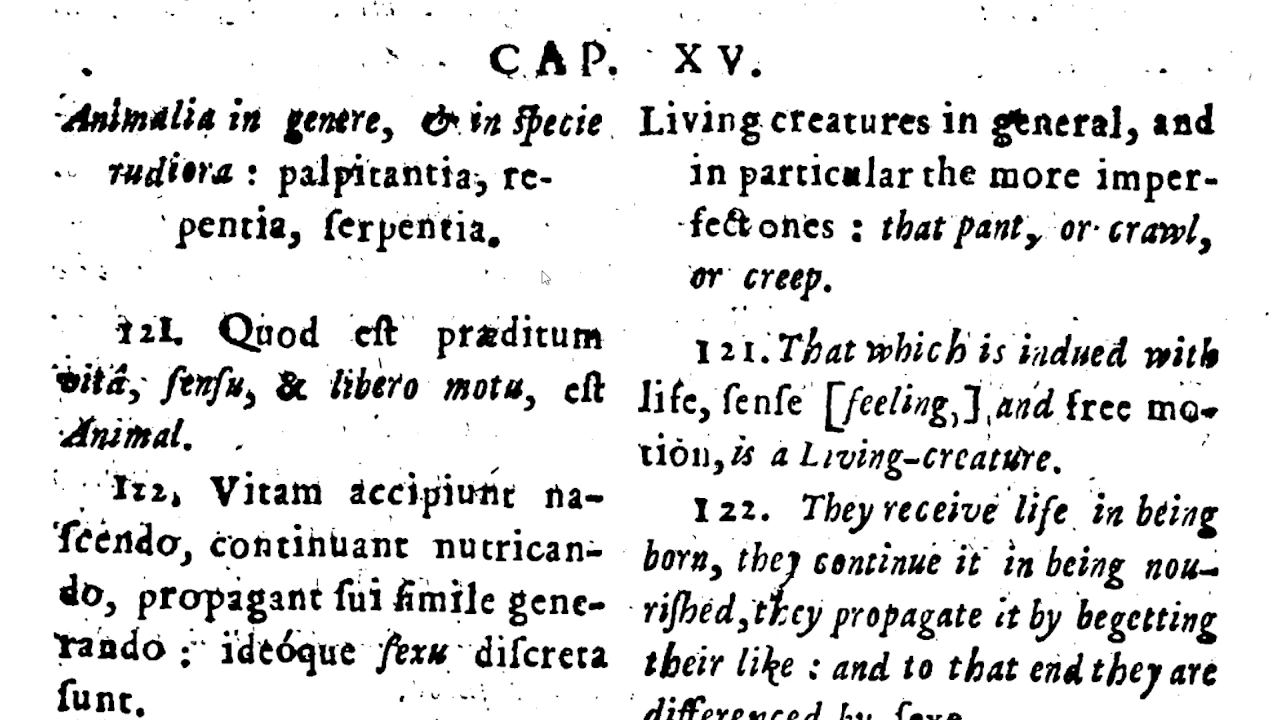 CAP. XV.
Animalia in genere, & in ſpecie
rudiora : palpitantia, re-
pentia, ſerpentia.
121. Quod eſt præditum
vitâ, ſenſu, & libero motu, eſt
Animal.
122. Vitam accipiunt na-
ſcendo, continuant nutrican-
do, propagant ſui ſimile gene-
rando : ideóque ſexu diſcreta
ſunt.
Living creatures in general, and
in particular the more imper-
fect ones : that pant, or crawl,
or creep.
121. That which is indued with
life, ſenſe [feeling,] and free mo-
tion, is a Living-creature.
122. They receive life in being
born, they continue it in being nou-
riſhed, they propagate it by begetting
their like : and to that end they are
differenced by ſexe